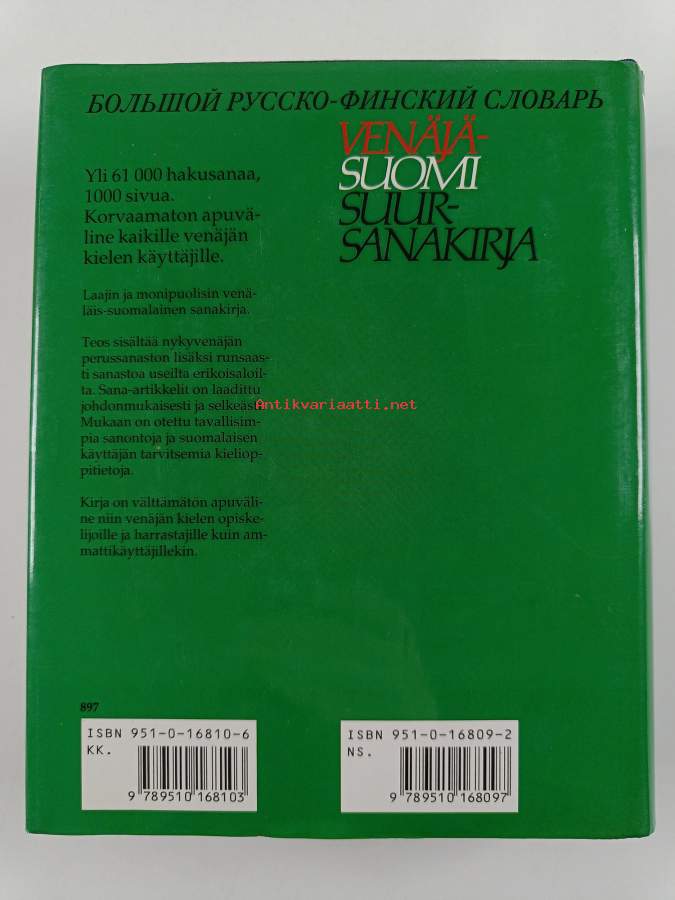 БОЛЬШОЙ РУССКО-ФИНСКИЙ СЛОВАРЬ
VENÄJÄ-
SUOMI
SUUR-
SANAKIRJA
Yli 61 000 hakusanaa,
1000 sivua.
Korvaamaton apuvä-
line kaikille venäjän
kielen käyttäjille.
Laajin ja monipuolisin venä-
läis-suomalainen sanakirja.
Teos sisältää nykyvenäjän
perussanaston lisäksi runsaas-
ti sanastoa useilta erikoisaloil-
ta. Sana-artikkelit on laadittu
johdonmukaisesti ja selkeästi.
Antikvariaatti.net
Mukaan on otettu tavallisim-
pia sanontoja ja suomalaisen
käyttäjän tarvitsemia kieliop-
pitietoja.
Kirja on välttämätön apuväli-
ne niin venäjän kielen opiske-
lijoille ja harrastajille kuin am-
mattikäyttäjillekin.
897
ISBN 951-0-16810-6
KK.
9 789510 168103
ISBN 951-0-16809-2
NS.
9 789510 168097